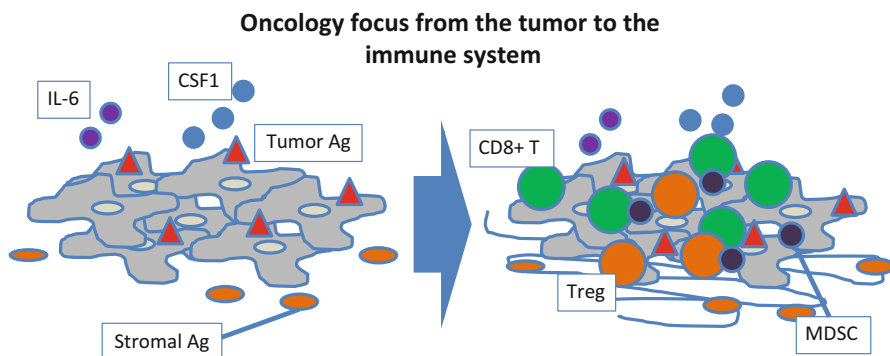 Oncology focus from the tumor to the
immune system
IL-6
CSF1
Tumor Ag
Stromal Ag
CD8+ T
Treg
MDSC